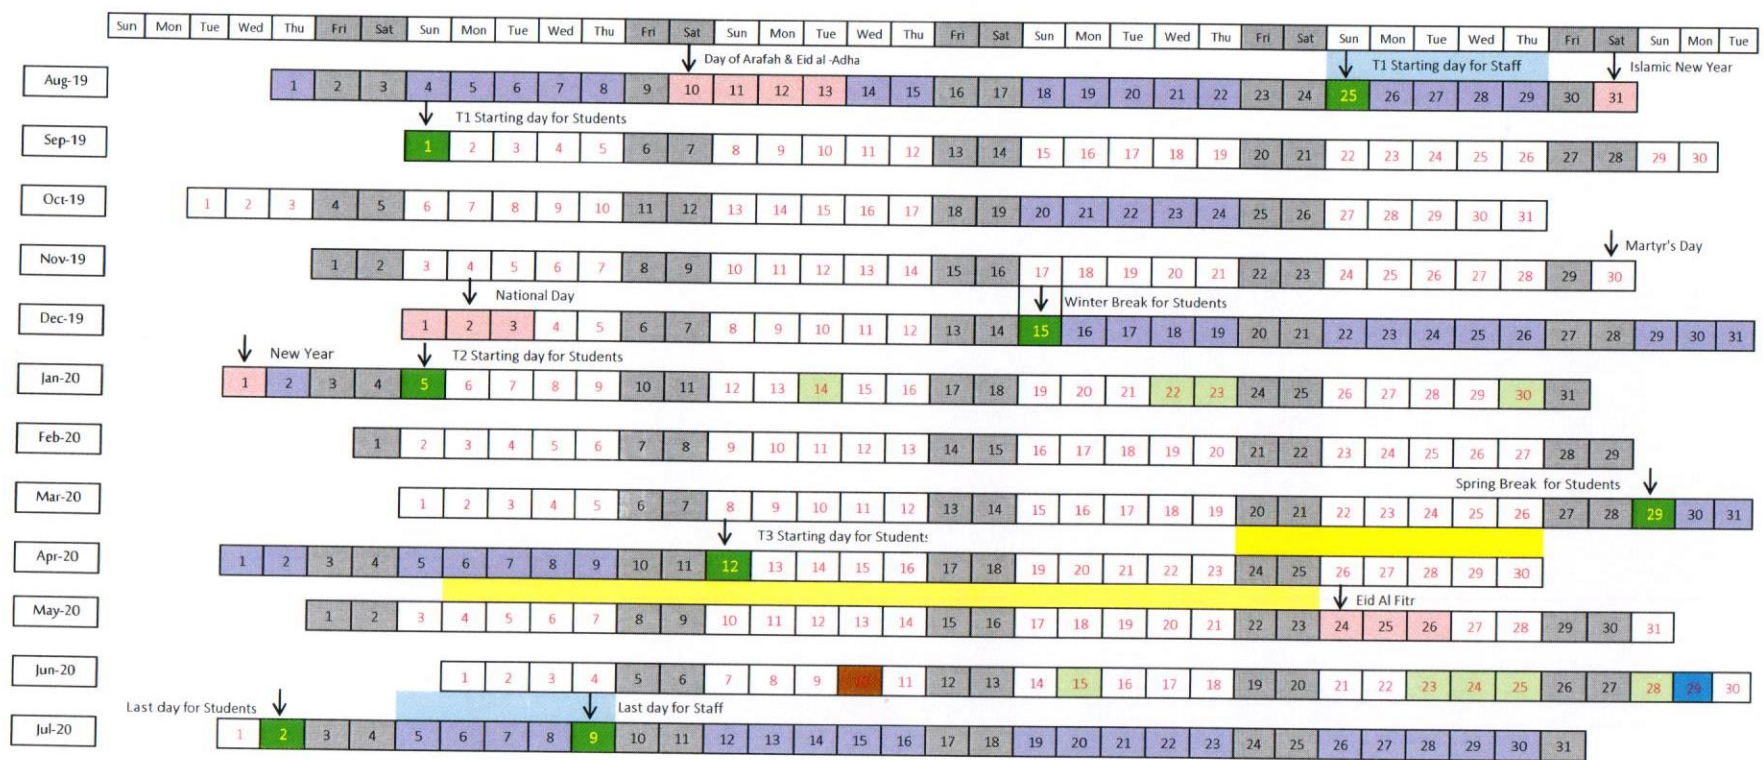 Sun Mon Tue Wed Thu Fri Sat Sun Mon Tue Wed Thu Fri Sat Sun Mon Tue Wed Thu Fri Sat Sun Mon Tue Wed Thu Fri Sat Sun Mon Tue Wed Thu Fri Sat Sun Mon Tue
Day of Arafah & Eid al -Adha T1 Starting day for Staff Islamic New Year
Aug-19 1 2 3 4 5 6 7 8 9 10 11 12 13 14 15 16 17 18 19 20 21 22 23 24 25 26 27 28 29 30 31
T1 Starting day for Students
Sep-19 1 2 3 4 5 6 7 8 9 10 11 12 13 14 15 16 17 18 19 20 21 22 23 24 25 26 27 28 29 30
Oct-19 1 2 3 4 5 6 7 8 9 10 11 12 13 14 15 16 17 18 19 20 21 22 23 24 25 26 27 28 29 30 31
Martyr's Day
Nov-19 1 2 3 4 5 6 7 8 9 10 11 12 13 14 15 16 17 18 19 20 21 22 23 24 25 26 27 28 29 30
National Day Winter Break for Students
Dec-19 1 2 3 4 5 6 7 8 9 10 11 12 13 14 15 16 17 18 19 20 21 22 23 24 25 26 27 28 29 30 31
New Year T2 Starting day for Students
Jan-20 1 2 3 4 5 6 7 8 9 10 11 12 13 14 15 16 17 18 19 20 21 22 23 24 25 26 27 28 29 30 31
Feb-20 1 2 3 4 5 6 7 8 9 10 11 12 13 14 15 16 17 18 19 20 21 22 23 24 25 26 27 28 29
Spring Break for Students
Mar-20 1 2 3 4 5 6 7 8 9 10 11 12 13 14 15 16 17 18 19 20 21 22 23 24 25 26 27 28 29 30 31
T3 Starting day for Students
Apr-20 1 2 3 4 5 6 7 8 9 10 11 12 13 14 15 16 17 18 19 20 21 22 23 24 25 26 27 28 29 30
Eid Al Fitr
May-20 1 2 3 4 5 6 7 8 9 10 11 12 13 14 15 16 17 18 19 20 21 22 23 24 25 26 27 28 29 30 31
Jun-20 1 2 3 4 5 6 7 8 9 10 11 12 13 14 15 16 17 18 19 20 21 22 23 24 25 26 27 28 29 30
Last day for Students Last day for Staff
Jul-20 1 2 3 4 5 6 7 8 9 10 11 12 13 14 15 16 17 18 19 20 21 22 23 24 25 26 27 28 29 30 31